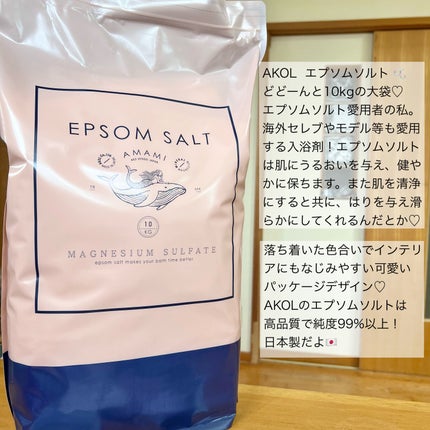 EPSOM SALT
AMAMI
10
KG
MAGNESIUM SULFATE
epsom salt makes your bam time better
AKOL エプソムソルト
どどーんと10kgの大袋♡
エプソムソルト愛用者の私。
海外セレブやモデル等も愛用
する入浴剤！エプソムソルト
は肌にうるおいを与え、健や
かに保ちます。また肌を清浄
にすると共に、はりを与え滑
らかにしてくれるんだとか♡
落ち着いた色合いでインテリ
アにもなじみやすい可愛い
パッケージデザイン♡
AKOLのエプソムソルトは
高品質で純度99%以上！
日本製だよ🇯🇵